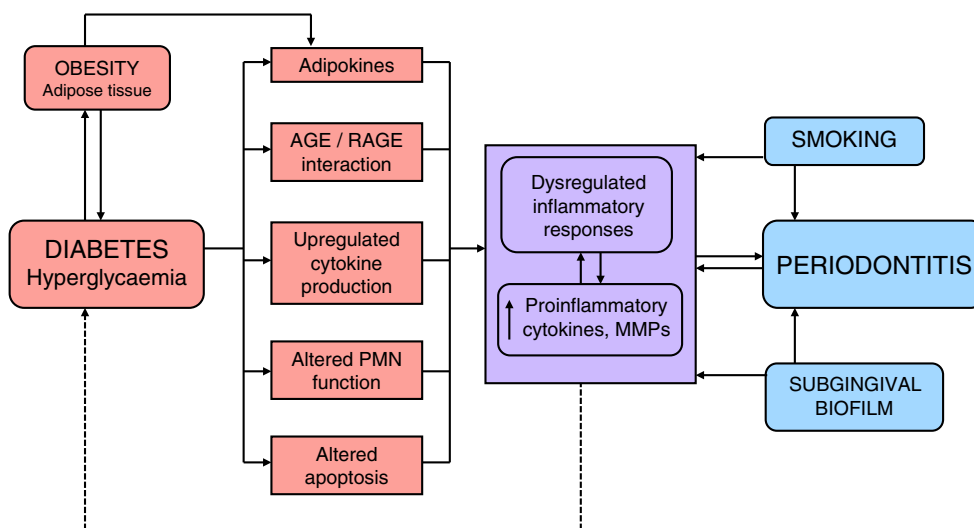 OBESITY
Adipose tissue
DIABETES
Hyperglycaemia
Adipokines
AGE / RAGE
interaction
Upregulated
cytokine
production
Altered PMN
function
Altered
apoptosis
Dysregulated
inflammatory
responses
Proinflammatory
cytokines, MMPs
SMOKING
PERIODONTITIS
SUBGINGIVAL
BIOFILM